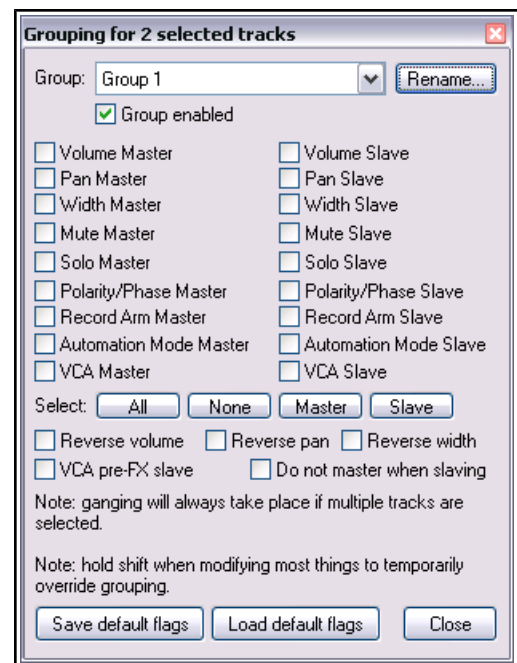 Grouping for 2 selected tracks
Group: Group 1 Rename...
Group enabled
Volume Master Volume Slave
Pan Master Pan Slave
Width Master Width Slave
Mute Master Mute Slave
Solo Master Solo Slave
Polarity/Phase Master Polarity/Phase Slave
Record Arm Master Record Arm Slave
Automation Mode Master Automation Mode Slave
VCA Master VCA Slave
Select: All None Master Slave
Reverse volume Reverse pan Reverse width
VCA pre-FX slave Do not master when slaving
Note: ganging will always take place if multiple tracks are
selected.
Note: hold shift when modifying most things to temporarily
override grouping.
Save default flags Load default flags Close